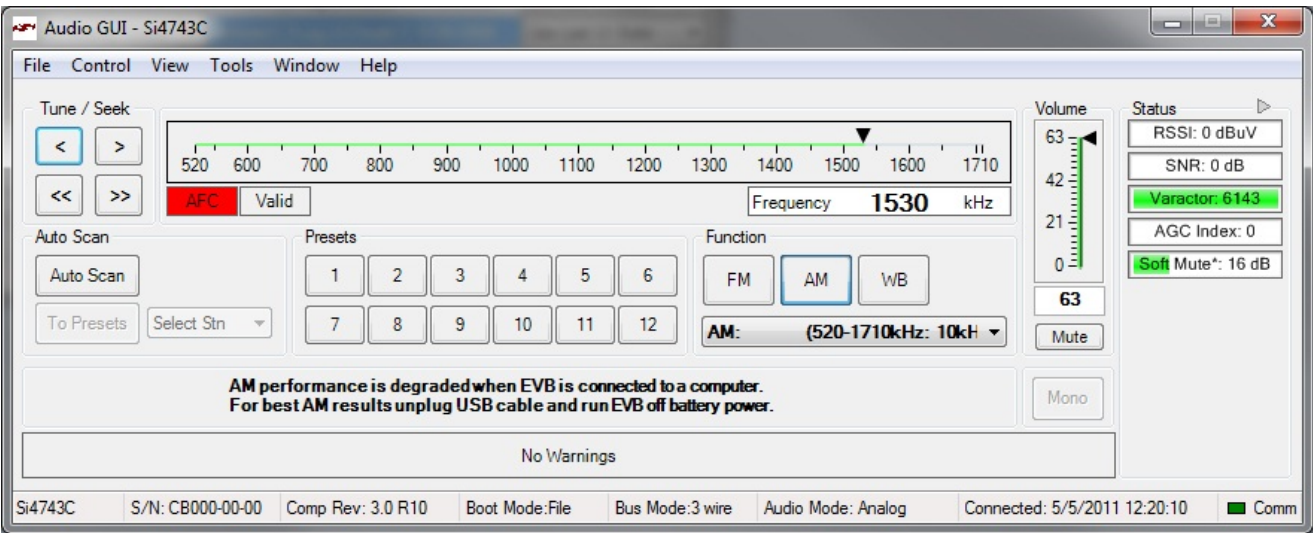 Audio GUI - Si4743C
File Control View Tools Window Help
Tune / Seek
< >
<< >>
520 600 700 800 900 1000 1100 1200 1300 1400 1500 1600 1710
AFC Valid
Frequency 1530 kHz
Volume
63
42
21
0
63
Mute
Status
RSSI: 0 dBuV
SNR: 0 dB
Varactor: 6143
AGC Index: 0
Soft Mute*: 16 dB
Auto Scan
Auto Scan
To Presets Select Stn
Presets
1 2 3 4 5 6
7 8 9 10 11 12
Function
FM AM WB
AM: (520-1710kHz: 10kH
AM performance is degraded when EVB is connected to a computer.
For best AM results unplug USB cable and run EVB off battery power.
Mono
No Warnings
Si4743C S/N: CB000-00-00 Comp Rev: 3.0 R10 Boot Mode:File Bus Mode:3 wire Audio Mode: Analog Connected: 5/5/2011 12:20:10 Comm